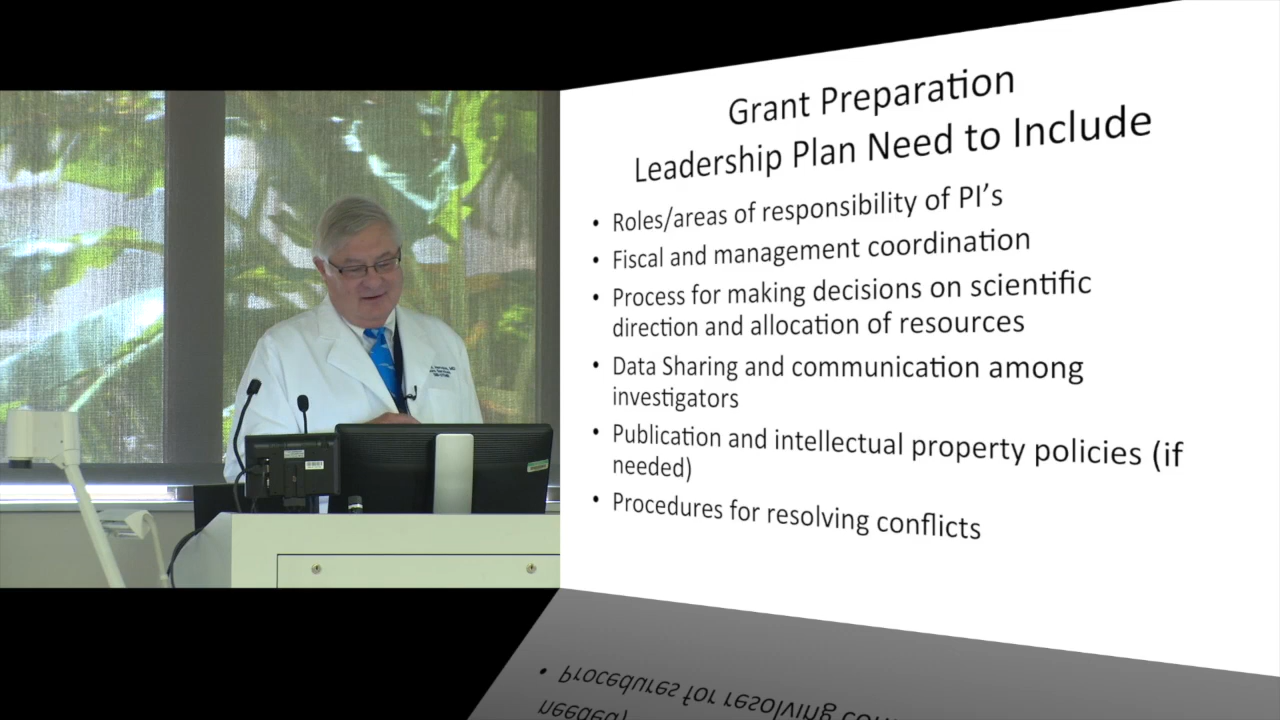 Grant Preparation
Leadership Plan Need to Include
• Roles/areas of responsibility of PI’s
• Fiscal and management coordination
• Process for making decisions on scientific
direction and allocation of resources
• Data Sharing and communication among
investigators
• Publication and intellectual property policies (if
needed)
• Procedures for resolving conflicts